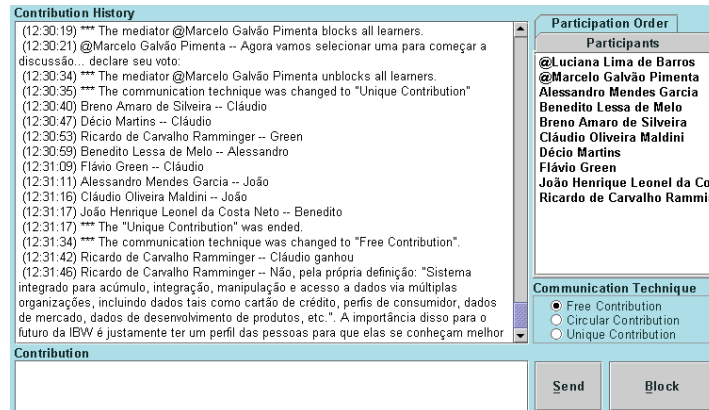 Contribution History
(12:30:19) *** The mediator @Marcelo Galvão Pimenta blocks all learners.
(12:30:21) @Marcelo Galvão Pimenta -- Agora vamos selecionar uma para começar a
discussão... declare seu voto:
(12:30:34) *** The mediator @Marcelo Galvão Pimenta unblocks all learners.
(12:30:35) *** The communication technique was changed to "Unique Contribution"
(12:30:40) Breno Amaro de Silveira -- Cláudio
(12:30:47) Décio Martins -- Cláudio
(12:30:53) Ricardo de Carvalho Ramminger -- Green
(12:30:59) Benedito Lessa de Melo -- Alessandro
(12:31:09) Flávio Green -- Cláudio
(12:31:11) Alessandro Mendes Garcia -- João
(12:31:16) Cláudio Oliveira Maldini -- João
(12:31:17) João Henrique Leonel da Costa Neto -- Benedito
(12:31:17) *** The "Unique Contribution" was ended.
(12:31:34) *** The communication technique was changed to "Free Contribution".
(12:31:42) Ricardo de Carvalho Ramminger -- Cláudio ganhou
(12:31:46) Ricardo de Carvalho Ramminger -- Não, pela própria definição: "Sistema
integrado para acúmulo, integração, manipulação e acesso a dados via múltiplas
organizações, incluindo dados tais como cartão de crédito, perfis de consumidor, dados
de mercado, dados de desenvolvimento de produtos, etc.". A importância disso para o
futuro da IBW é justamente ter um perfil das pessoas para que elas se conheçam melhor
Participation Order
Participants
@Luciana Lima de Barros
@Marcelo Galvão Pimenta
Alessandro Mendes Garcia
Benedito Lessa de Melo
Breno Amaro de Silveira
Cláudio Oliveira Maldini
Décio Martins
Flávio Green
João Henrique Leonel da Co
Ricardo de Carvalho Rammi
Communication Technique
Free Contribution
Circular Contribution
Unique Contribution
Contribution
Send
Block